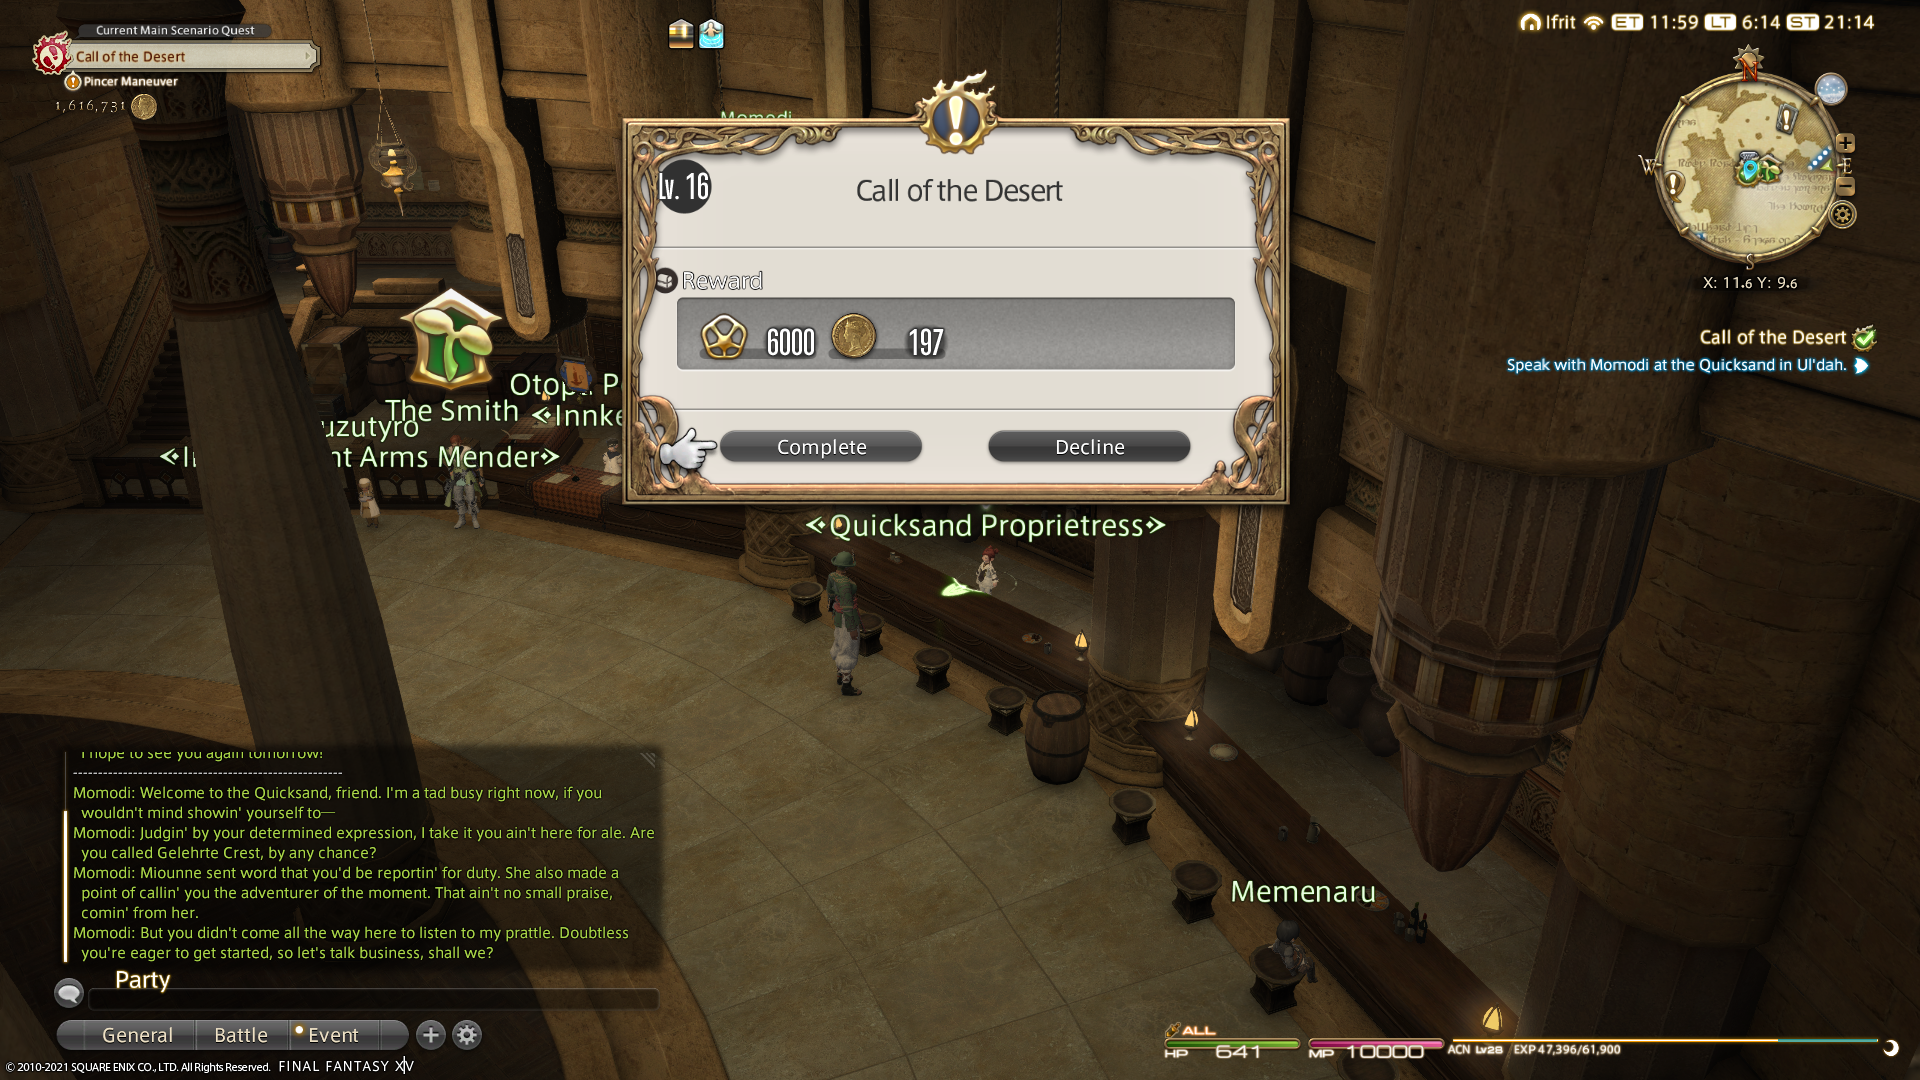 Current Main Scenario Quest
Call of the Desert
Pincer Maneuver
1,616,731
Ifrit ET 11:59 LT 6:14 ST 21:14
N
W
E
S
X: 11.6 Y: 9.6
Call of the Desert
Speak with Momodi at the Quicksand in Ul'dah.
Momodi
Lv. 16
Call of the Desert
Reward
6000 197
Complete Decline
The Smith
Arms Mender
Quicksand Proprietress
Memenaru
I hope to see you again tomorrow!
Momodi: Welcome to the Quicksand, friend. I'm a tad busy right now, if you
wouldn't mind showin' yourself to—
Momodi: Judgin' by your determined expression, I take it you ain't here for ale. Are
you called Gelehrte Crest, by any chance?
Momodi: Miounne sent word that you'd be reportin' for duty. She also made a
point of callin' you the adventurer of the moment. That ain't no small praise,
comin' from her.
Momodi: But you didn't come all the way here to listen to my prattle. Doubtless
you're eager to get started, so let's talk business, shall we?
Party
General Battle Event
© 2010-2021 SQUARE ENIX CO., LTD. All Rights Reserved. FINAL FANTASY XIV
ALL
HP 641 MP 10000 ACN Lv28 EXP 47,396/61,900